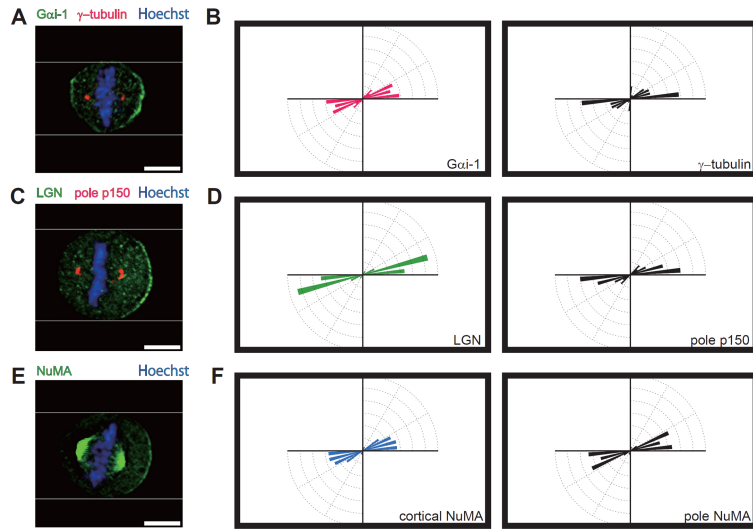 A Gαi-1 γ-tubulin Hoechst
B
Gαi-1
γ-tubulin
C LGN pole p150 Hoechst
D
LGN
pole p150
E NuMA Hoechst
F
cortical NuMA
pole NuMA